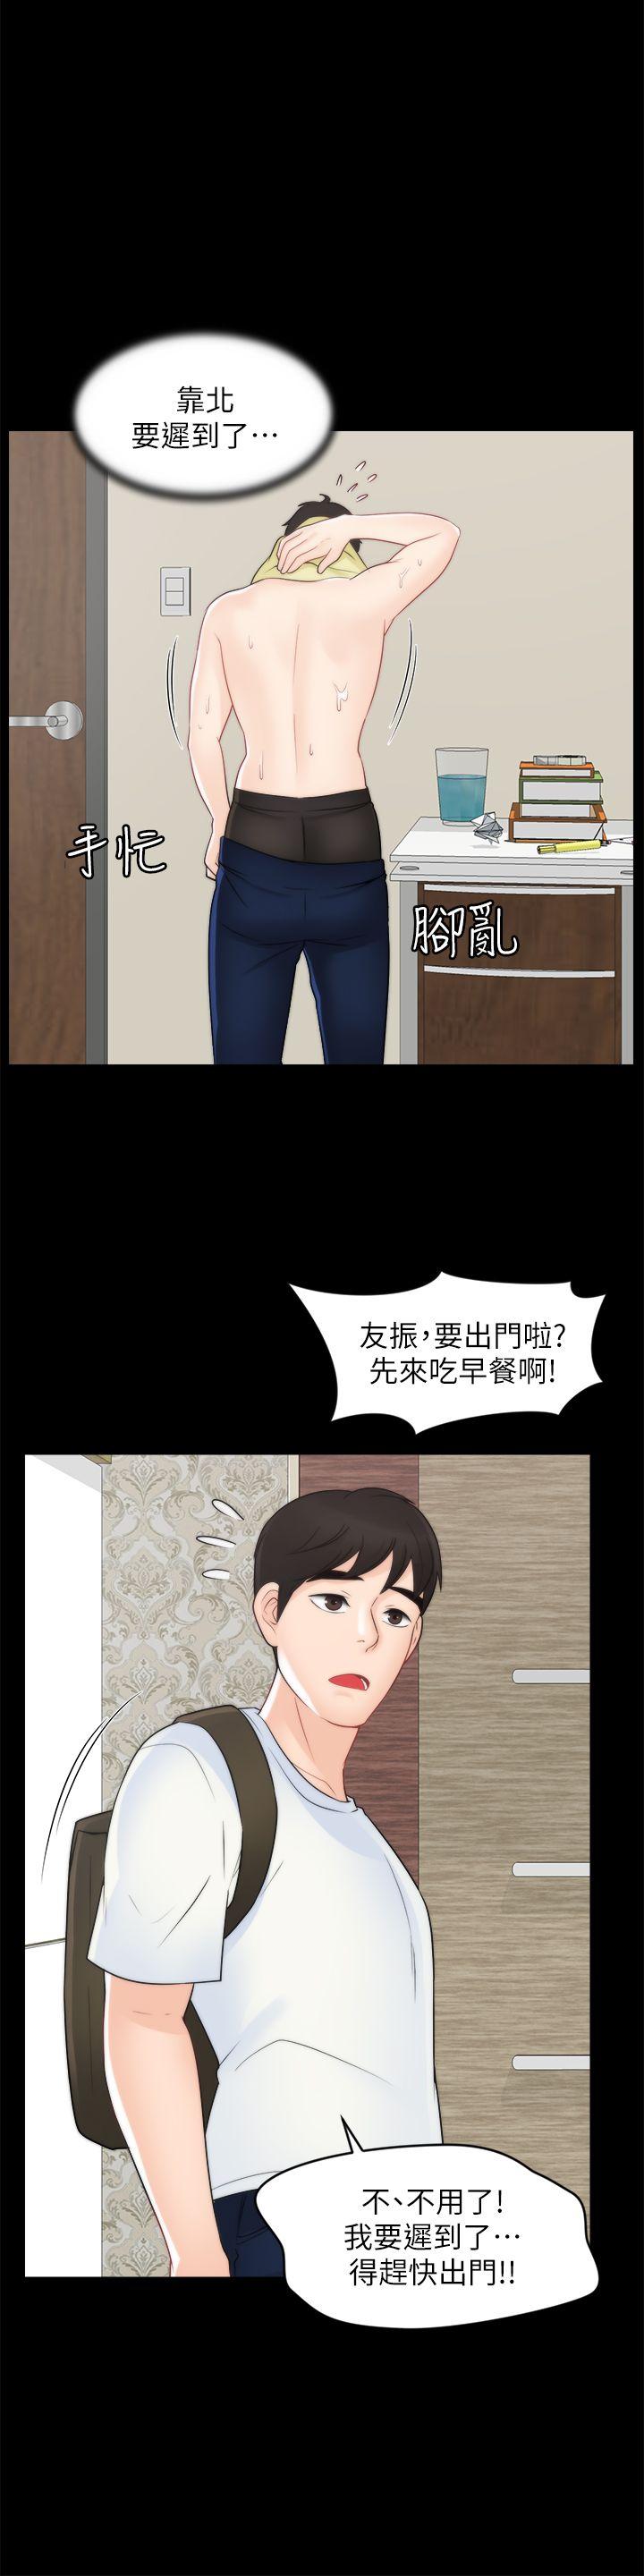 靠北
要遲到了…
手忙
腳亂
友振,要出門啦?
先來吃早餐啊!
不、不用了!
我要遲到了…
得趕快出門!!